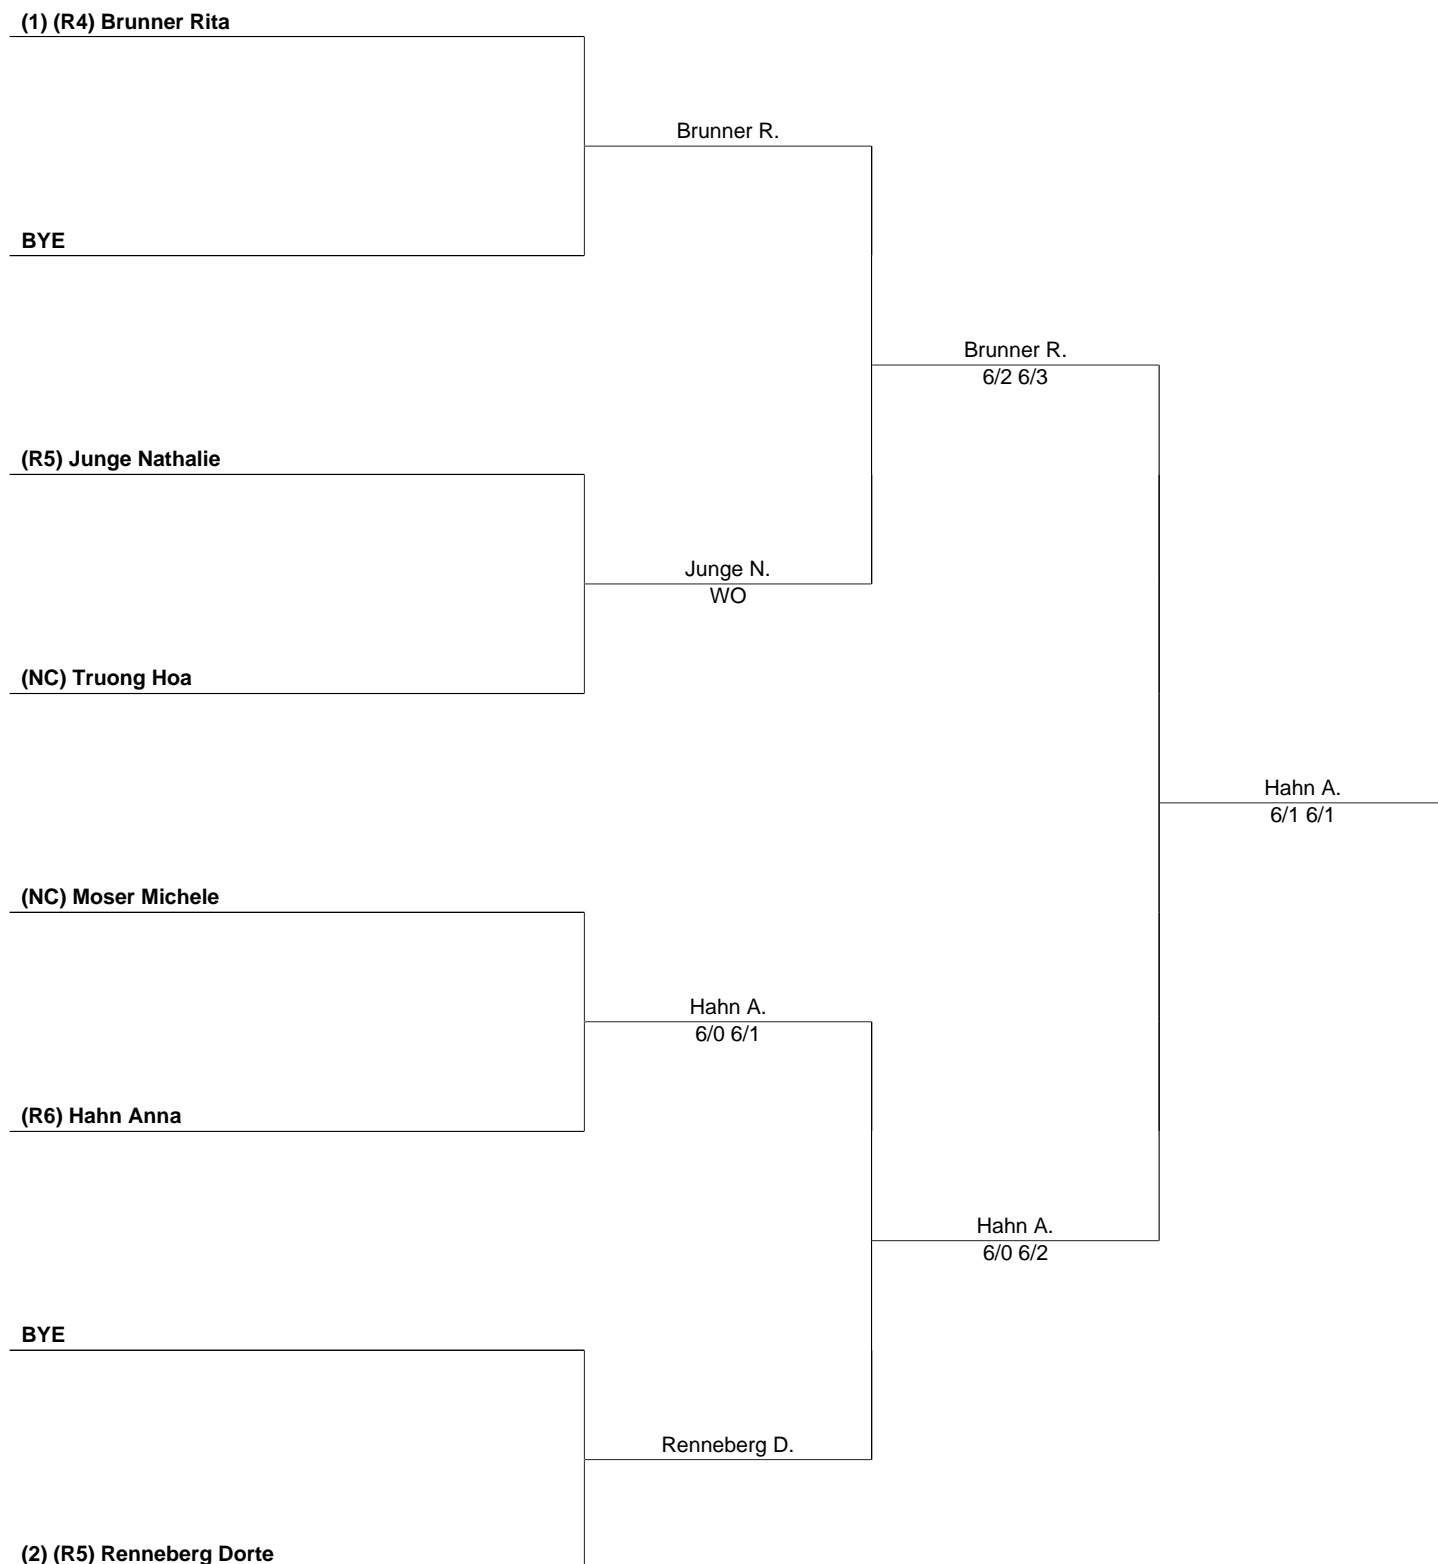 (1) (R4) Brunner Rita
Brunner R.
BYE
Brunner R.
6/2 6/3
(R5) Junge Nathalie
Junge N.
WO
(NC) Truong Hoa
Hahn A.
6/1 6/1
(NC) Moser Michele
Hahn A.
6/0 6/1
(R6) Hahn Anna
Hahn A.
6/0 6/2
BYE
Renneberg D.
(2) (R5) Renneberg Dorte